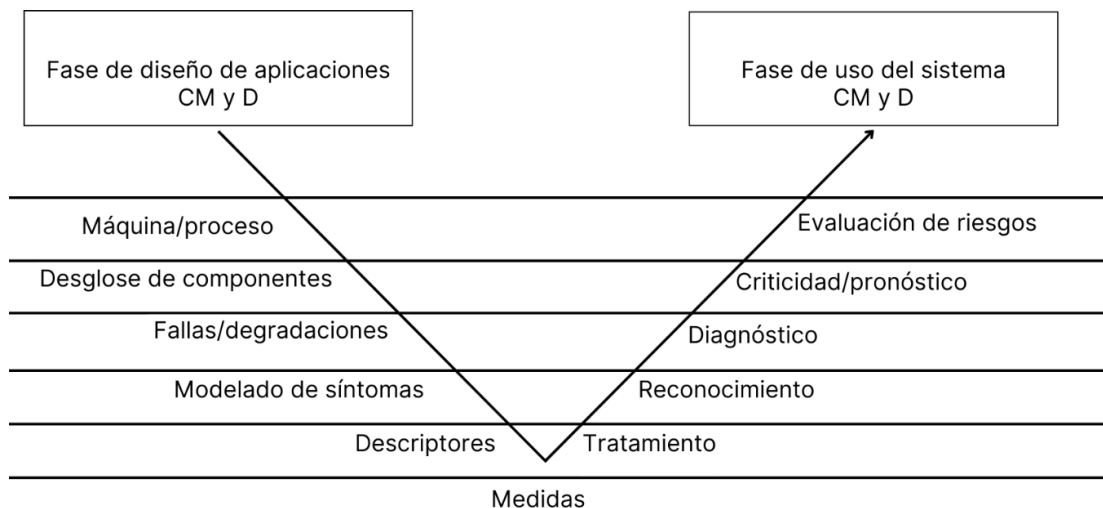 Fase de diseño de aplicaciones
CM y D
Fase de uso del sistema
CM y D
Máquina/proceso
Evaluación de riesgos
Desglose de componentes
Criticidad/pronóstico
Fallas/degradaciones
Diagnóstico
Modelado de síntomas
Reconocimiento
Descriptores
Tratamiento
Medidas